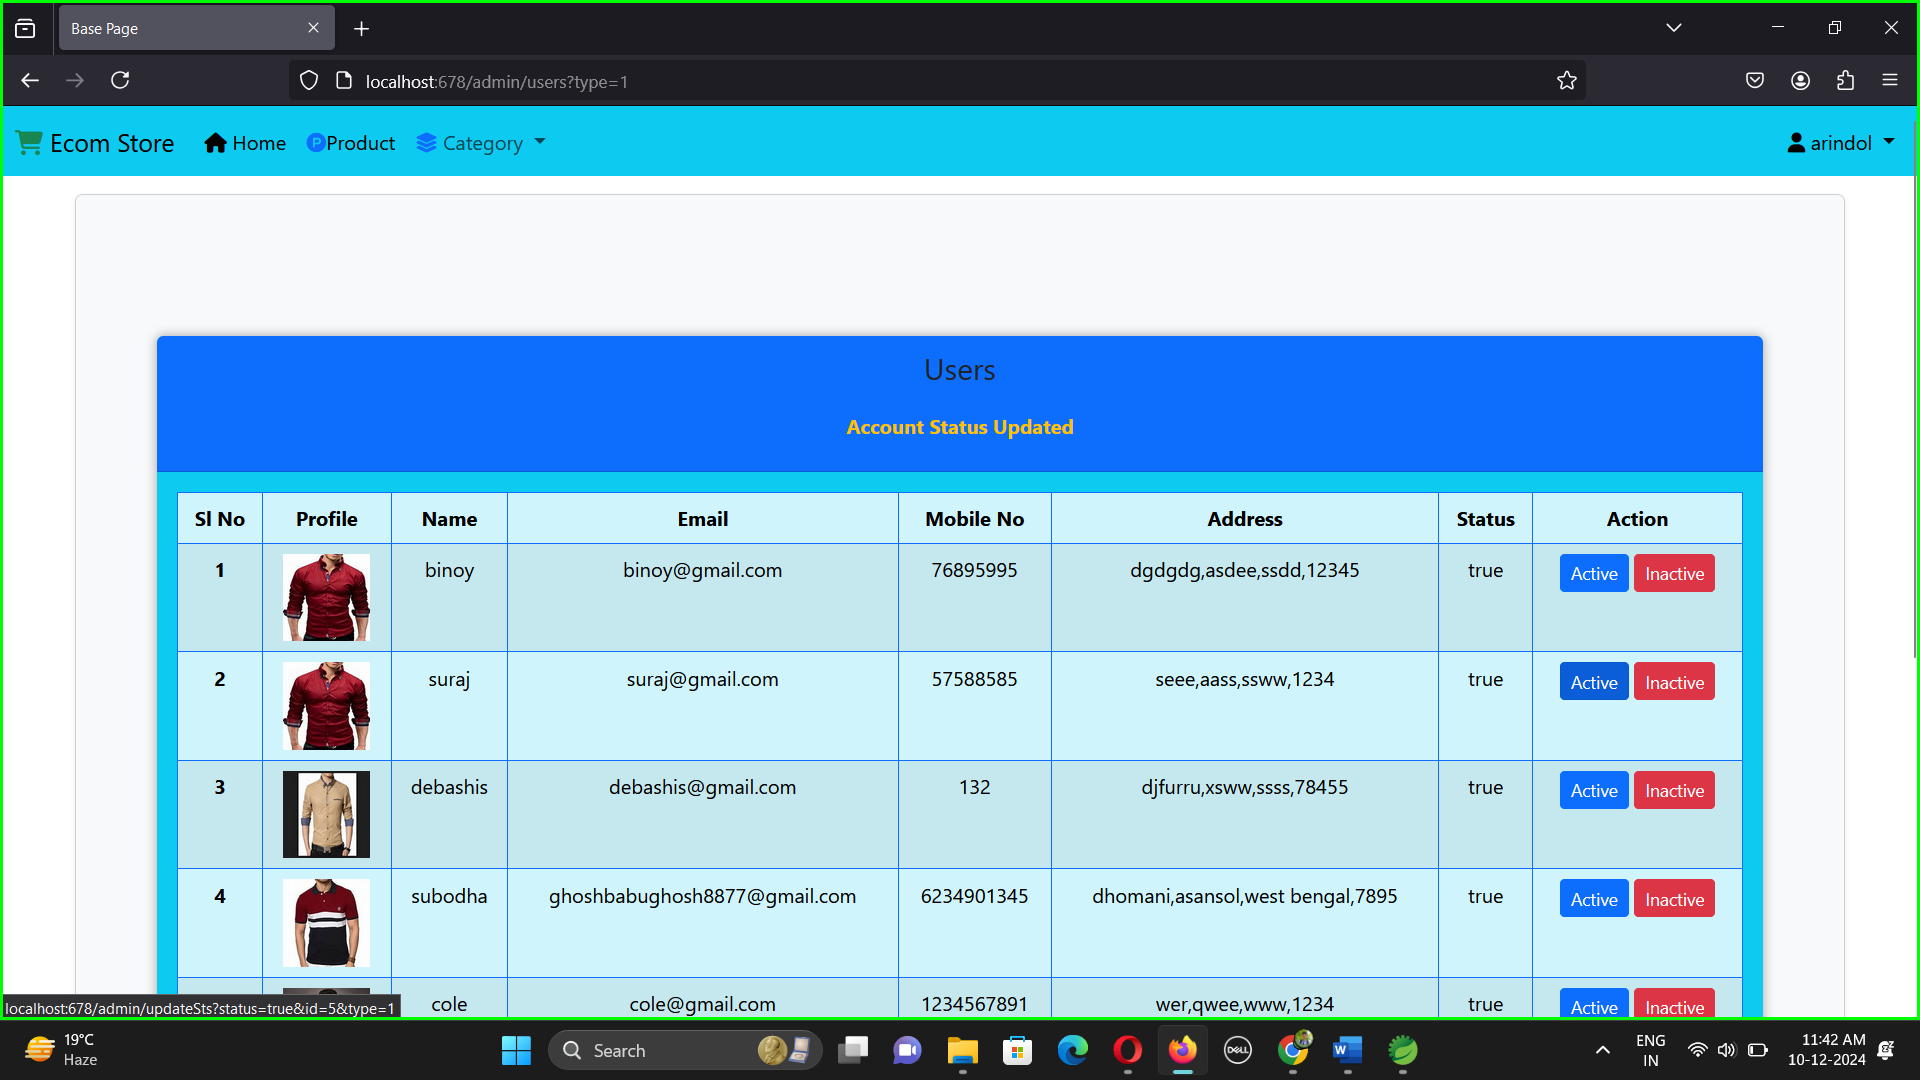 Base Page
localhost:678/admin/users?type=1
Ecom Store Home Product Category arindol
Users
Account Status Updated
Sl No Profile Name Email Mobile No Address Status Action
1 binoy binoy@gmail.com 76895995 dgdgdg,asdee,ssdd,12345 true Active Inactive
2 suraj suraj@gmail.com 57588585 seee,aass,ssww,1234 true Active Inactive
3 debashis debashis@gmail.com 132 djfurru,xsww,ssss,78455 true Active Inactive
4 subodha ghoshbabughosh8877@gmail.com 6234901345 dhomani,asansol,west bengal,7895 true Active Inactive
cole cole@gmail.com 1234567891 wer,qwee,www,1234 true Active Inactive
localhost:678/admin/updateSts?status=true&id=5&type=1
19°C
Haze
Search
DELL
W
ENG
IN
11:42 AM
10-12-2024